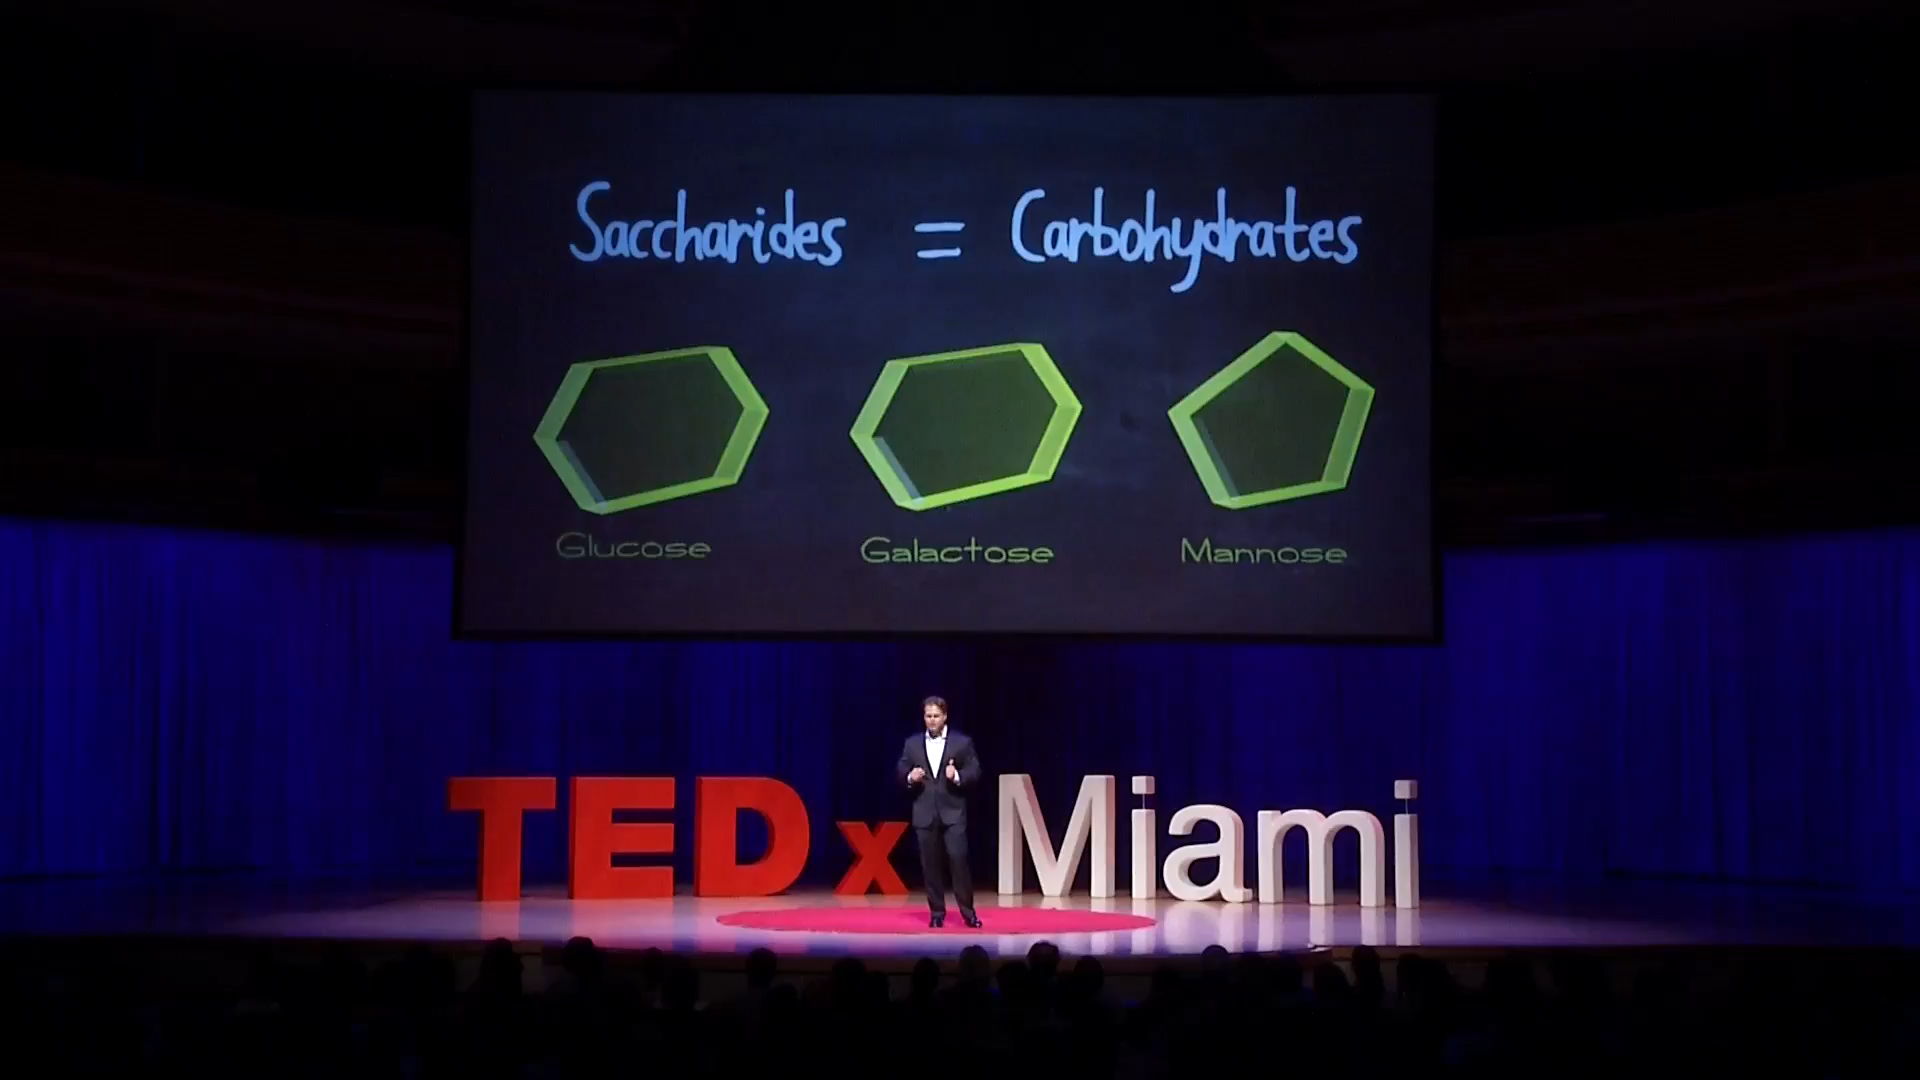 Saccharides = Carbohydrates
Glucose Galactose Mannose
TEDx Miami